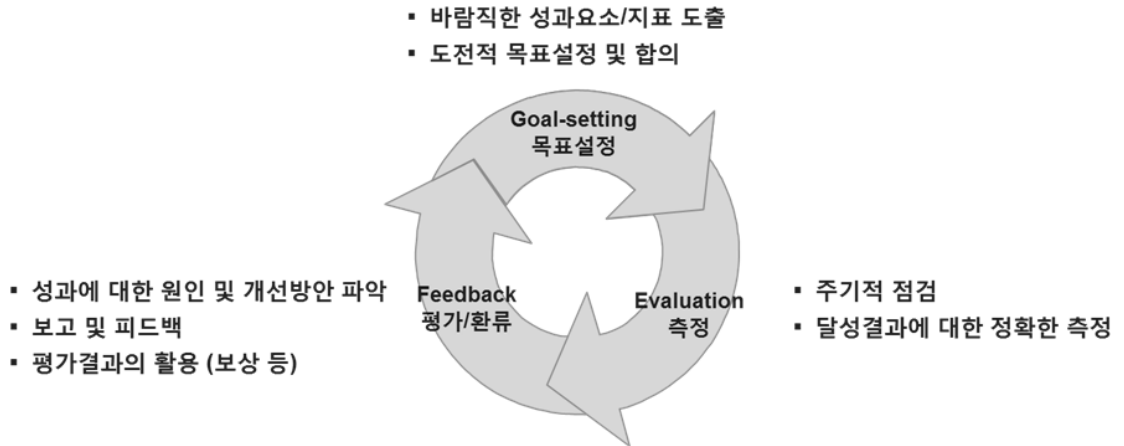 ▪ 바람직한 성과요소/지표 도출
▪ 도전적 목표설정 및 합의
Goal-setting
목표설정
▪ 성과에 대한 원인 및 개선방안 파악
▪ 보고 및 피드백
▪ 평가결과의 활용 (보상 등)
Feedback
평가/환류
Evaluation
측정
▪ 주기적 점검
▪ 달성결과에 대한 정확한 측정